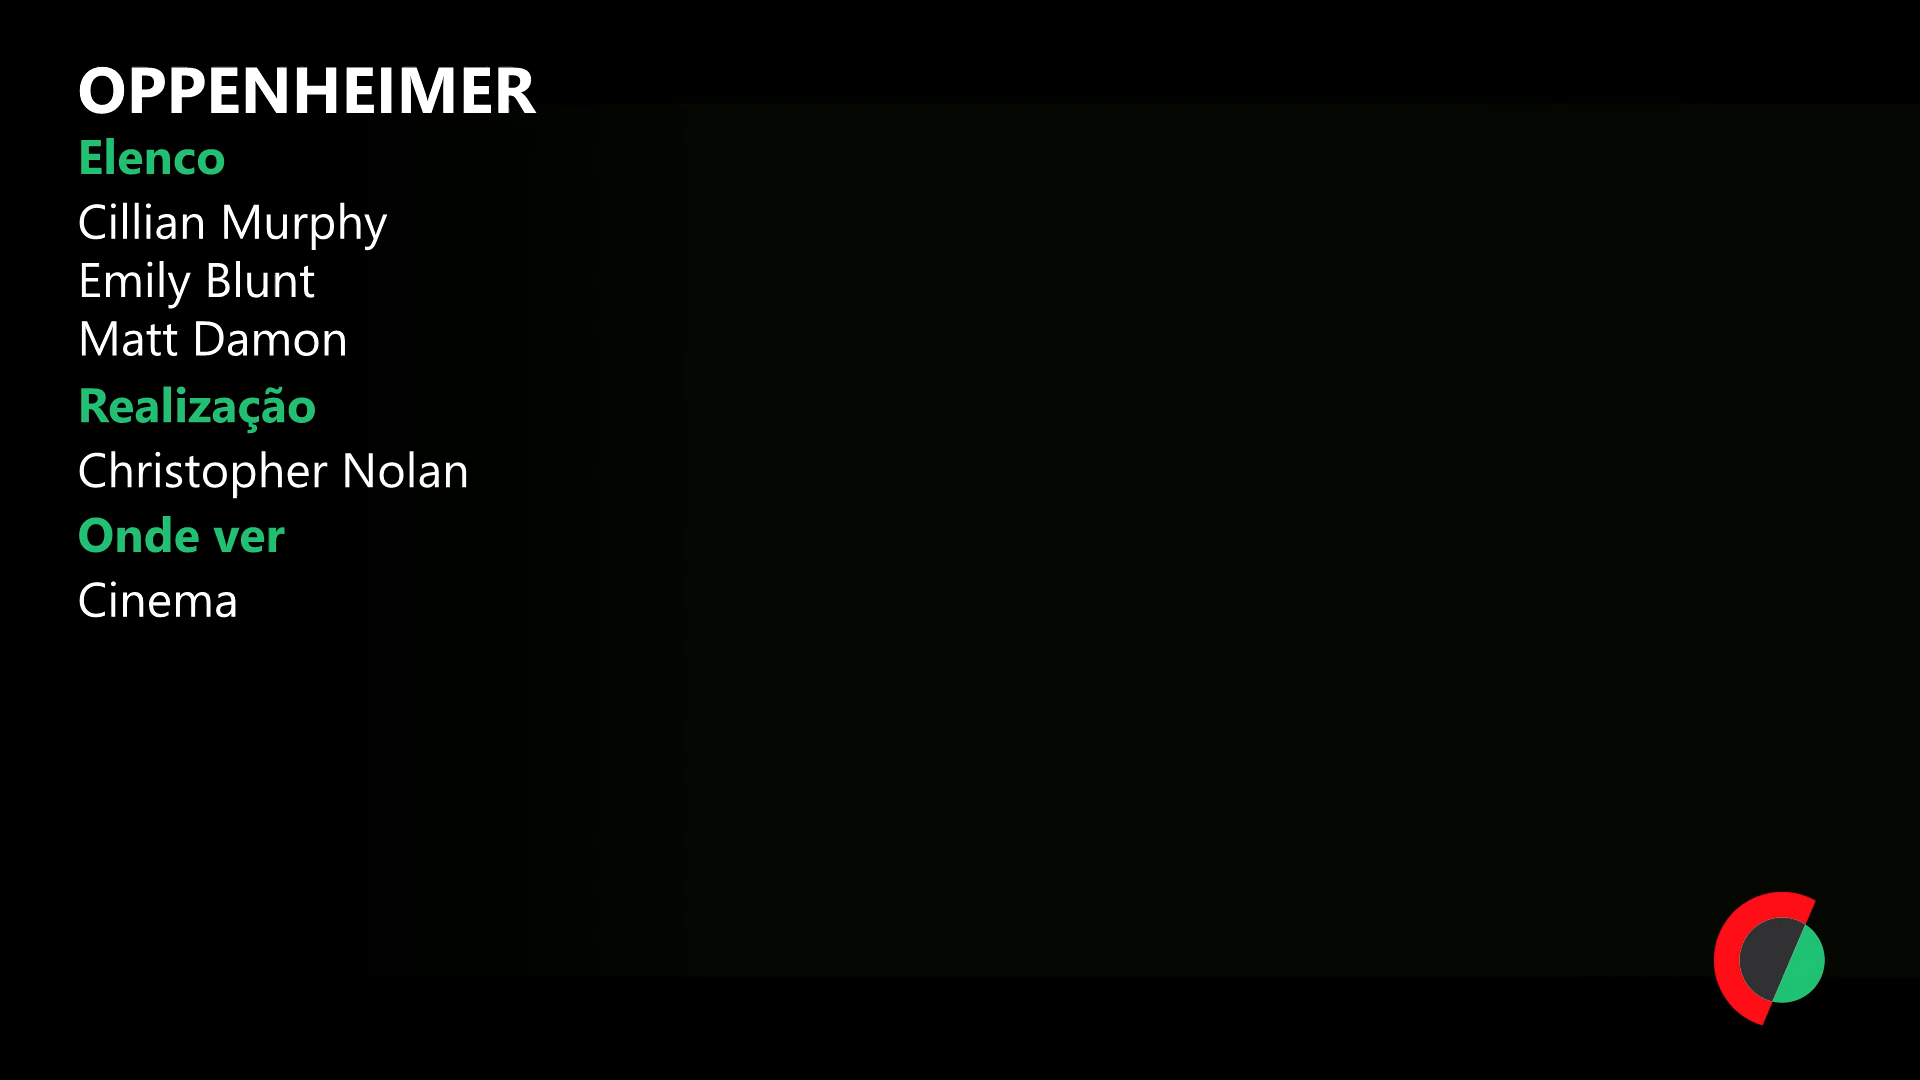 OPPENHEIMER
Elenco
Cillian Murphy
Emily Blunt
Matt Damon
Realização
Christopher Nolan
Onde ver
Cinema